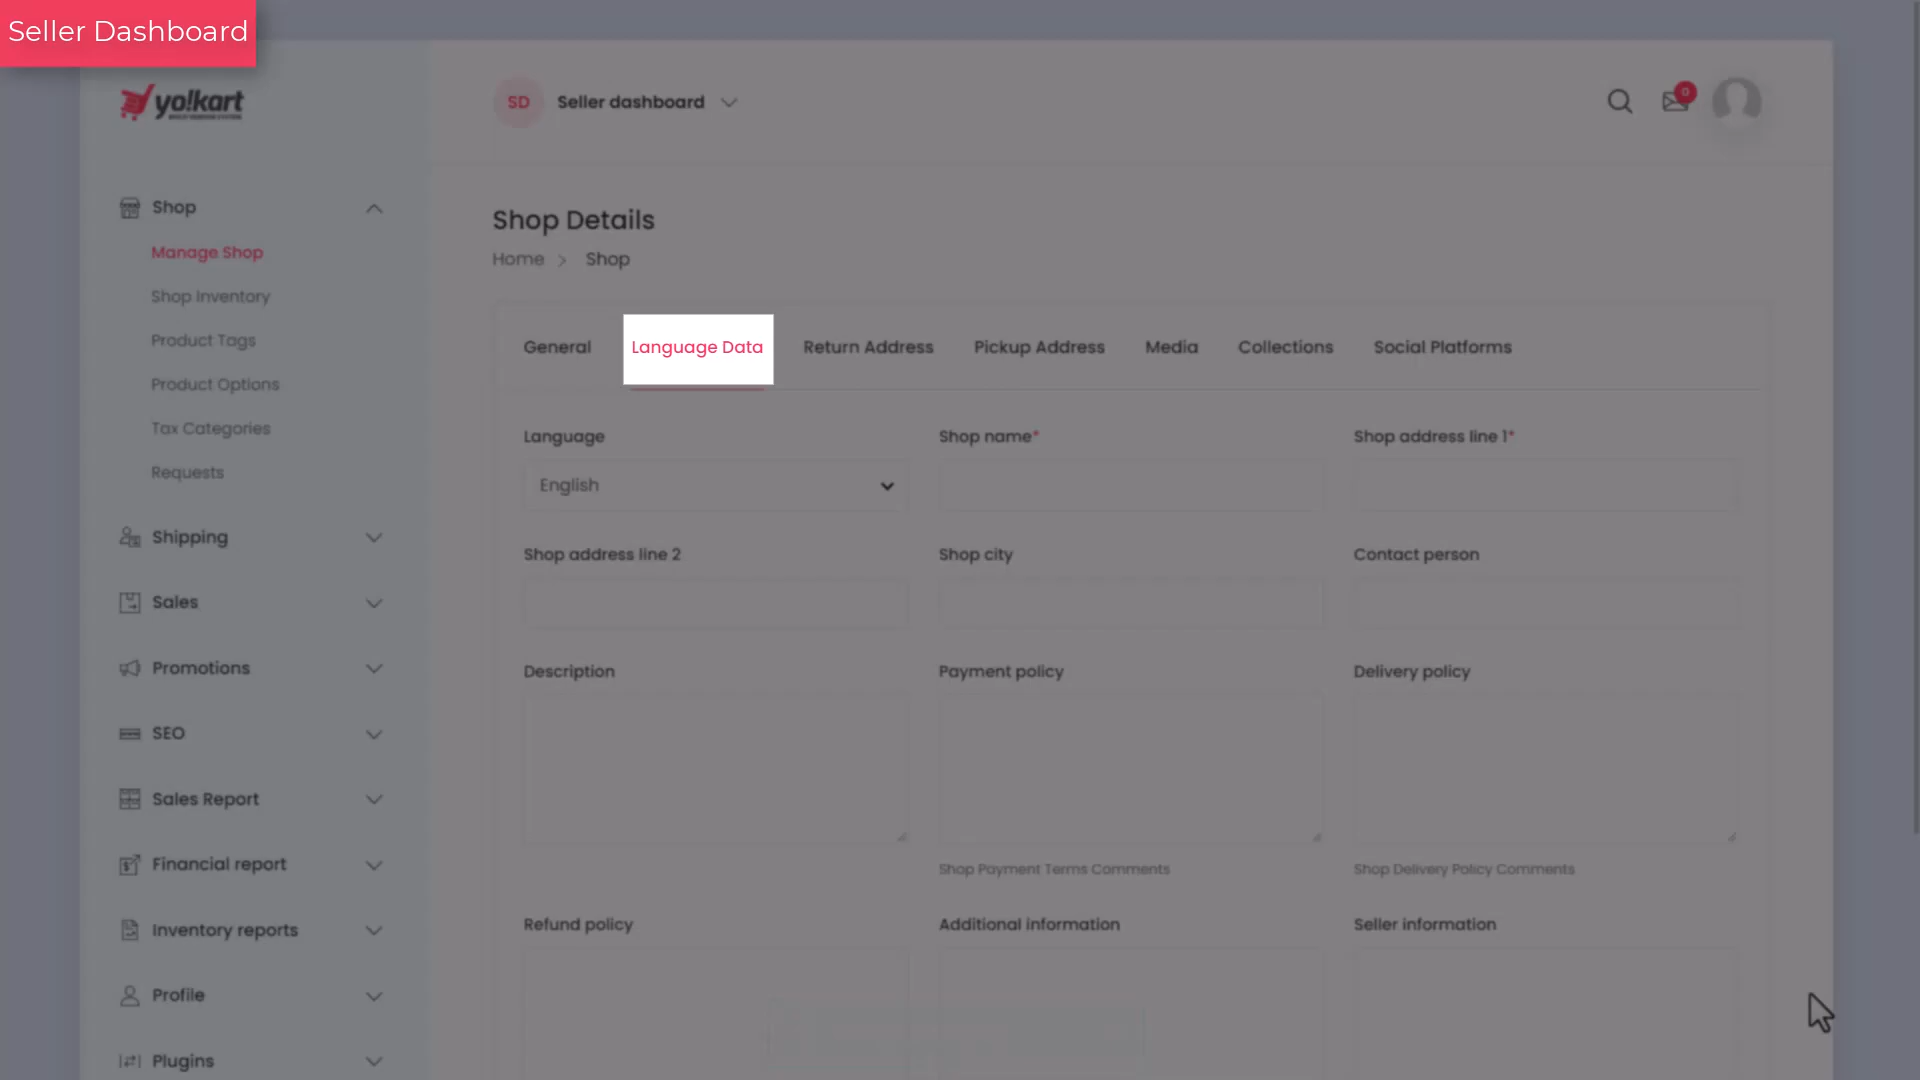 Seller Dashboard
yo!kart
SD
Seller dashboard
0
Shop
Manage Shop
Shop Inventory
Product Tags
Product Options
Tax Categories
Requests
Shipping
Sales
Promotions
SEO
Sales Report
Financial report
Inventory reports
Profile
Plugins
Shop Details
Home > Shop
General Language Data Return Address Pickup Address Media Collections Social Platforms
Language Shop name* Shop address line 1*
English
Shop address line 2 Shop city Contact person
Description Payment policy Delivery policy
Shop Payment Terms Comments Shop Delivery Policy Comments
Refund policy Additional information Seller information